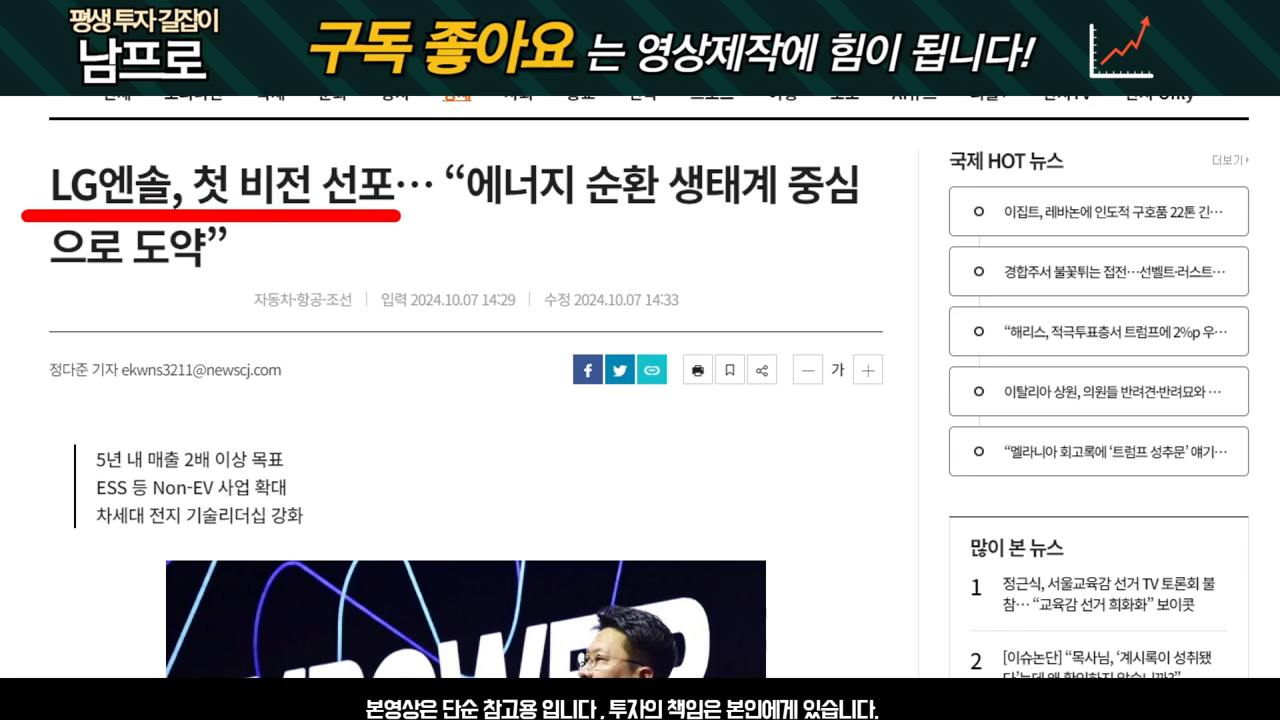 평생 투자 길잡이
남프로
구독 좋아요 는 영상제작에 힘이 됩니다!
LG엔솔, 첫 비전 선포… “에너지 순환 생태계 중심
으로 도약”
자동차·항공·조선
입력 2024.10.07 14:29
수정 2024.10.07 14:33
정다준 기자 ekwns3211@newscj.com
가
5년 내 매출 2배 이상 목표
ESS 등 Non-EV 사업 확대
차세대 전지 기술리더십 강화
국제 HOT 뉴스
더보기
이집트, 레바논에 인도적 구호품 22톤 긴…
경합주서 불꽃튀는 접전…선벨트·러스트…
“해리스, 적극투표층서 트럼프에 2%p 우…
이탈리아 상원, 의원들 반려견·반려묘와 …
“멜라니아 회고록에 ‘트럼프 성추문’ 얘기…
많이 본 뉴스
1 정근식, 서울교육감 선거 TV 토론회 불
참… “교육감 선거 희화화” 보이콧
2 [이슈논단] “목사님, ‘계시록이 성취됐
본영상은 단순 참고용 입니다 , 투자의 책임은 본인에게 있습니다.